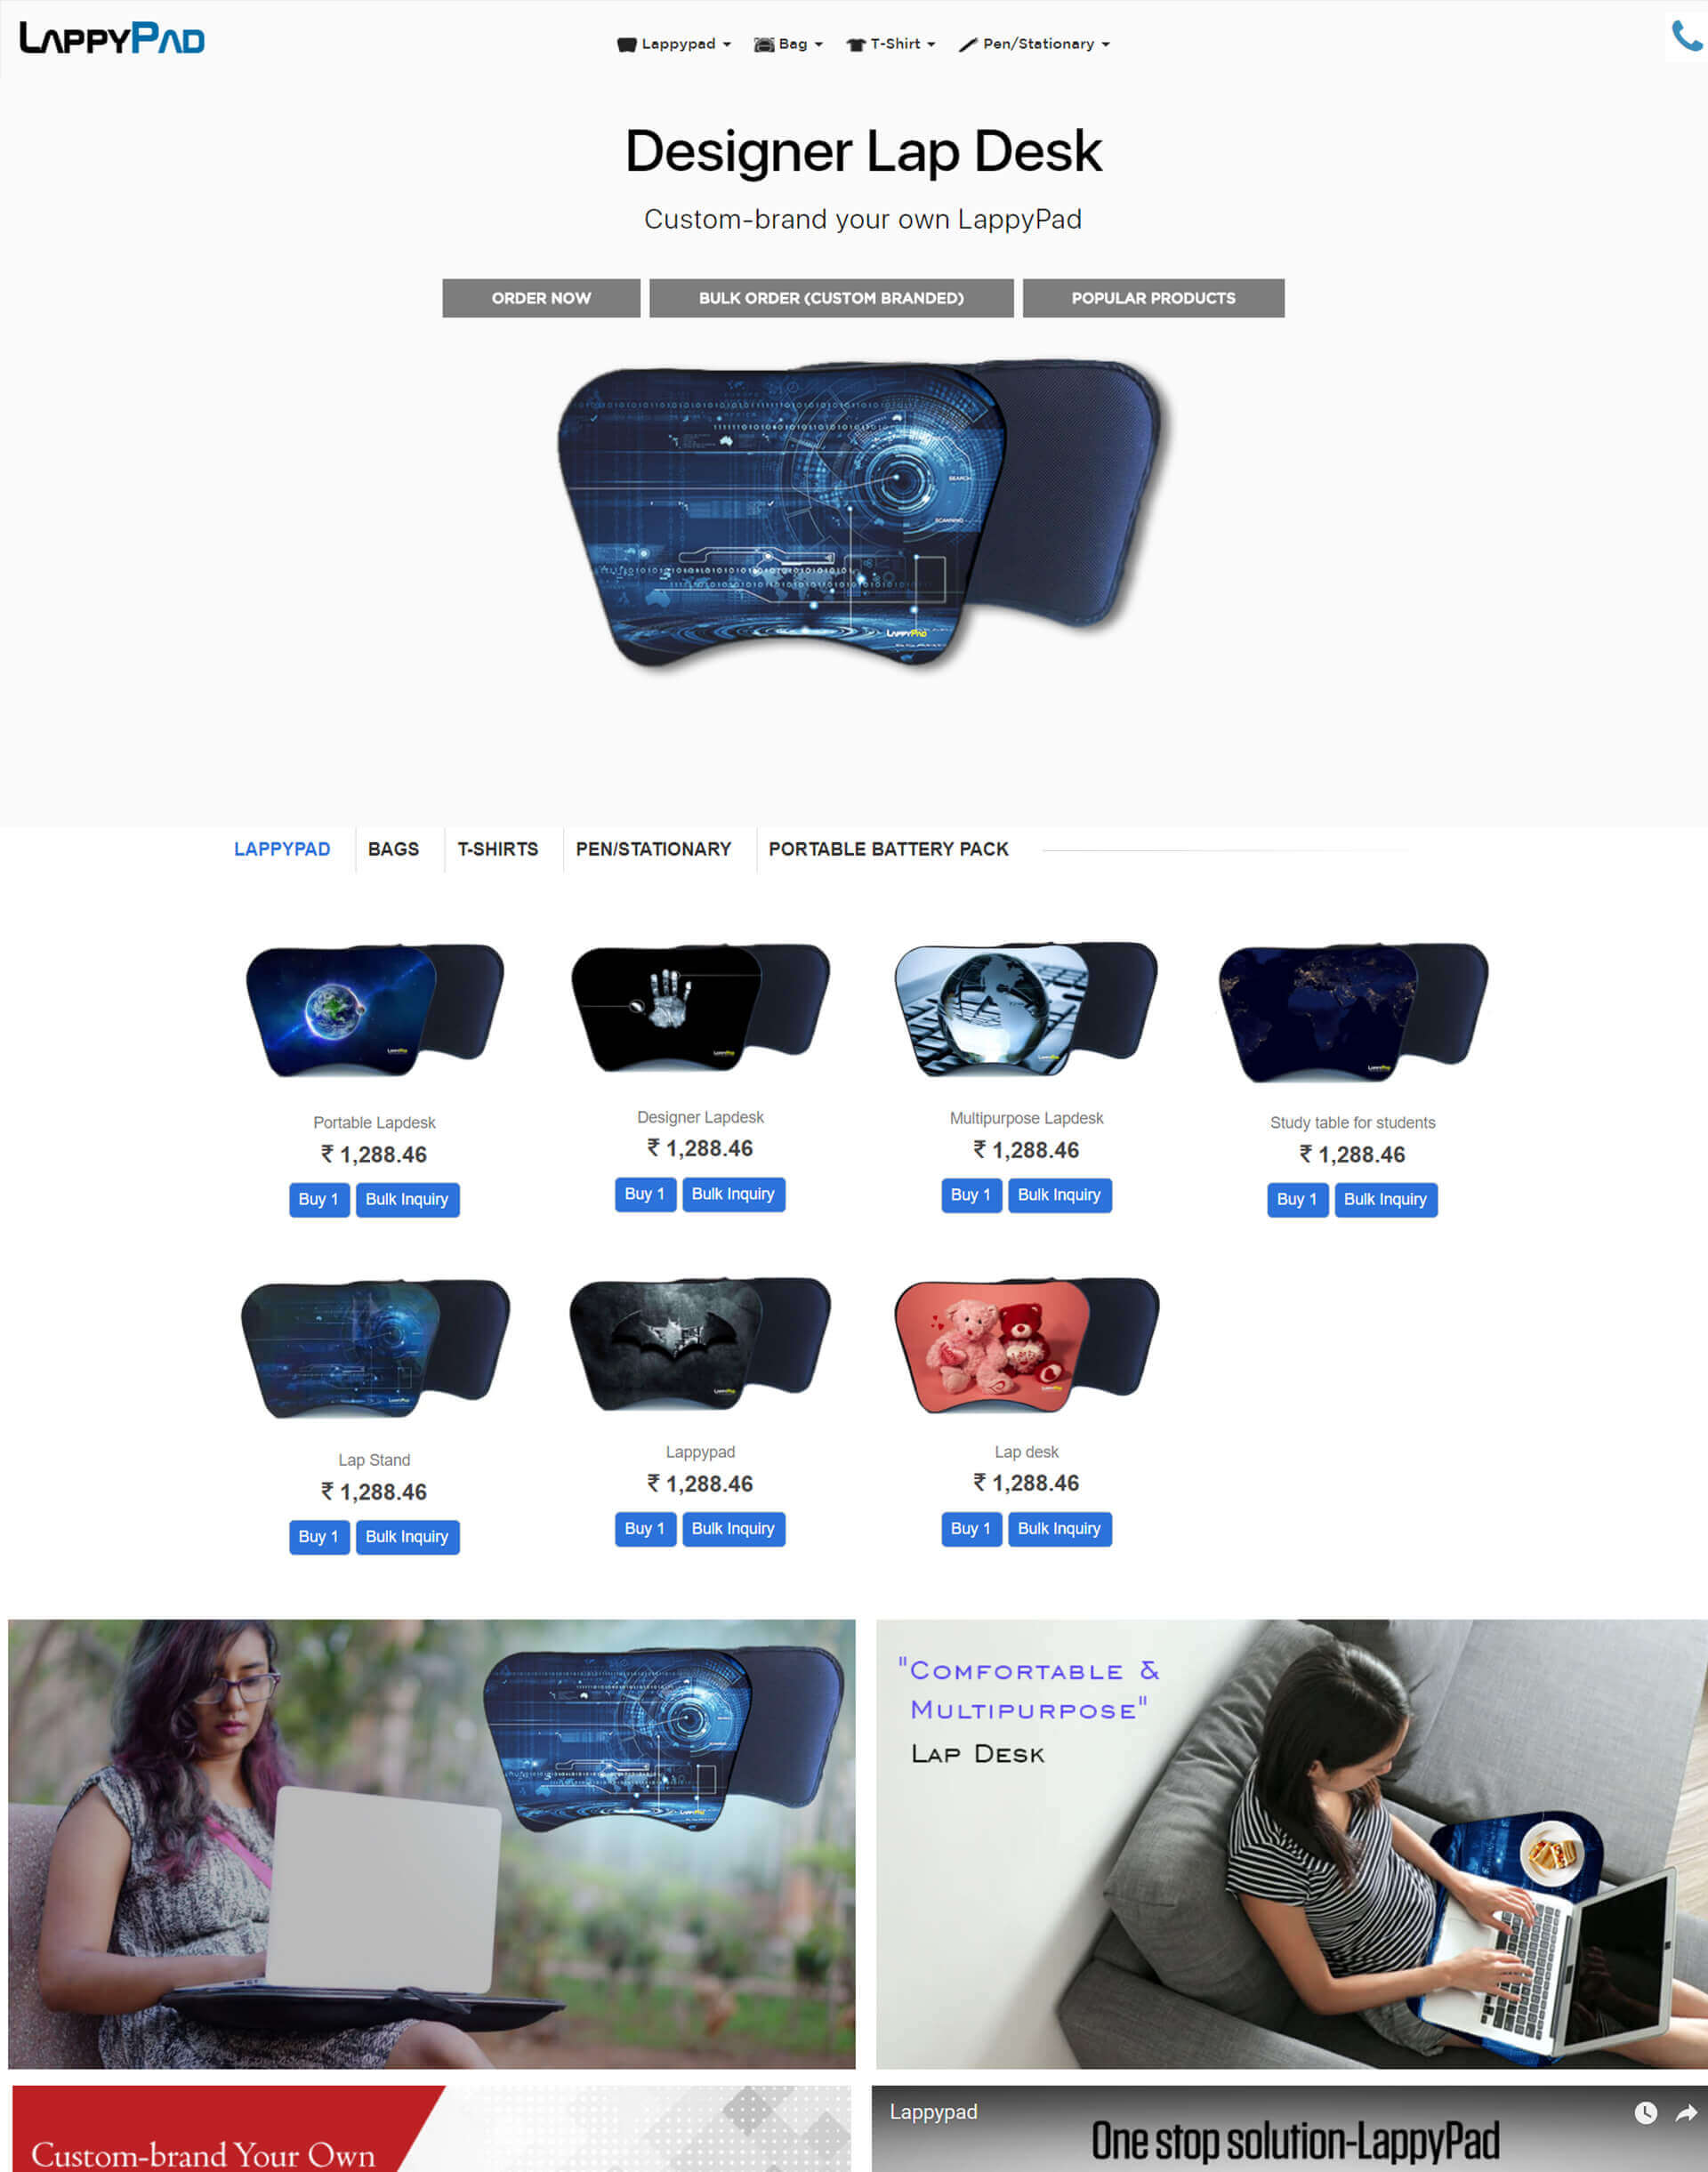 LAPPYPAD
Lappypad
Bag
T-Shirt
Pen/Stationary
Designer Lap Desk
Custom-brand your own LappyPad
ORDER NOW
BULK ORDER (CUSTOM BRANDED)
POPULAR PRODUCTS
SEARCH
SCANNING
LAPPYPAD
LAPPYPAD
BAGS
T-SHIRTS
PEN/STATIONARY
PORTABLE BATTERY PACK
Portable Lapdesk
₹ 1,288.46
Buy 1
Bulk Inquiry
Designer Lapdesk
₹ 1,288.46
Buy 1
Bulk Inquiry
Multipurpose Lapdesk
₹ 1,288.46
Buy 1
Bulk Inquiry
Study table for students
₹ 1,288.46
Buy 1
Bulk Inquiry
Lap Stand
₹ 1,288.46
Buy 1
Bulk Inquiry
Lappypad
₹ 1,288.46
Buy 1
Bulk Inquiry
Lap desk
₹ 1,288.46
Buy 1
Bulk Inquiry
"COMFORTABLE &
MULTIPURPOSE"
LAP DESK
Custom-brand Your Own
Lappypad
One stop solution-LappyPad